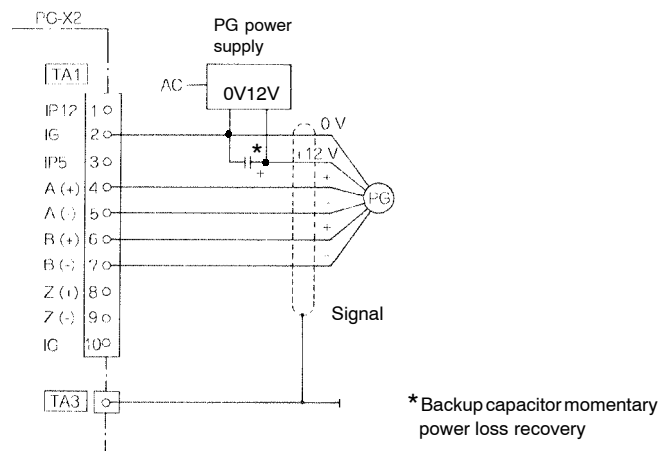 PG-X2
PG power
supply
TA1
AC
0V12V
IP12 1
0 V
IG 2
*
+12 V
IP5 3
+
A (+) 4
+
A (-) 5
-
PG
B (+) 6
+
B (-) 7
-
Z (+) 8
Z (-) 9
Signal
IG 10
TA3
* Backup capacitor momentary
power loss recovery